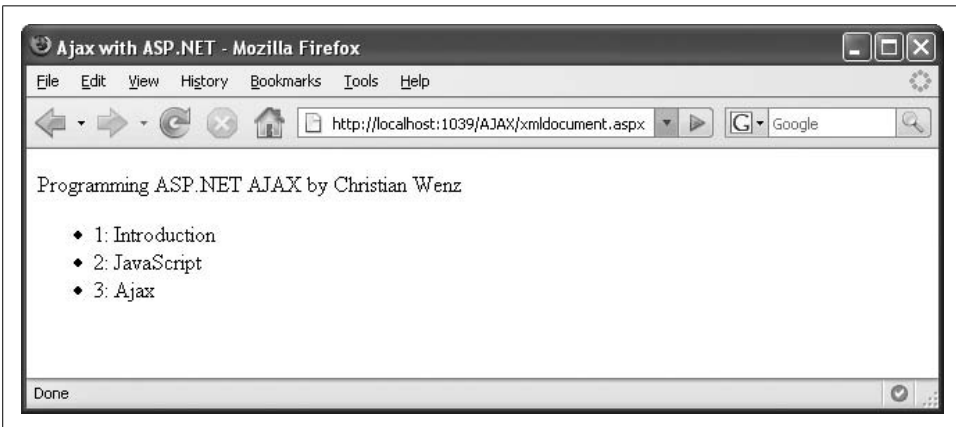 Ajax with ASP.NET - Mozilla Firefox
File Edit View History Bookmarks Tools Help
http://localhost:1039/AJAX/xmldocument.aspx G Google
Programming ASP.NET AJAX by Christian Wenz
• 1: Introduction
• 2: JavaScript
• 3: Ajax
Done